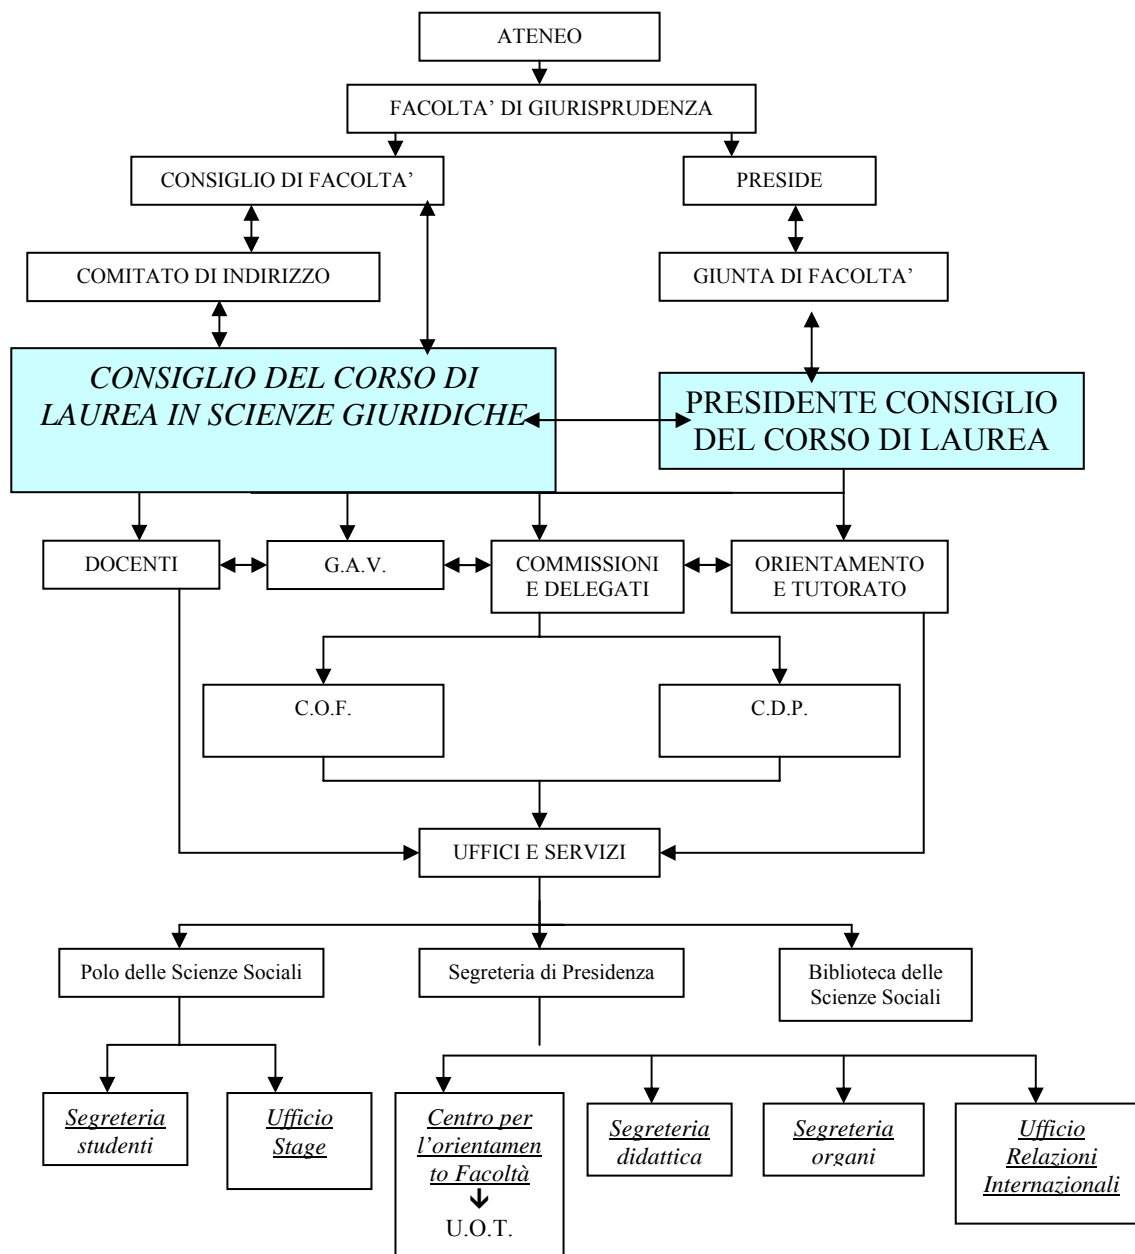 ATENEO
FACOLTA’ DI GIURISPRUDENZA
CONSIGLIO DI FACOLTA’
PRESIDE
COMITATO DI INDIRIZZO
GIUNTA DI FACOLTA’
CONSIGLIO DEL CORSO DI
LAUREA IN SCIENZE GIURIDICHE
PRESIDENTE CONSIGLIO
DEL CORSO DI LAUREA
DOCENTI
G.A.V.
COMMISSIONI
E DELEGATI
ORIENTAMENTO
E TUTORATO
C.O.F.
C.D.P.
UFFICI E SERVIZI
Polo delle Scienze Sociali
Segreteria di Presidenza
Biblioteca delle
Scienze Sociali
Segreteria
studenti
Ufficio
Stage
Centro per
l’orientamen
to Facoltà
U.O.T.
Segreteria
didattica
Segreteria
organi
Ufficio
Relazioni
Internazionali